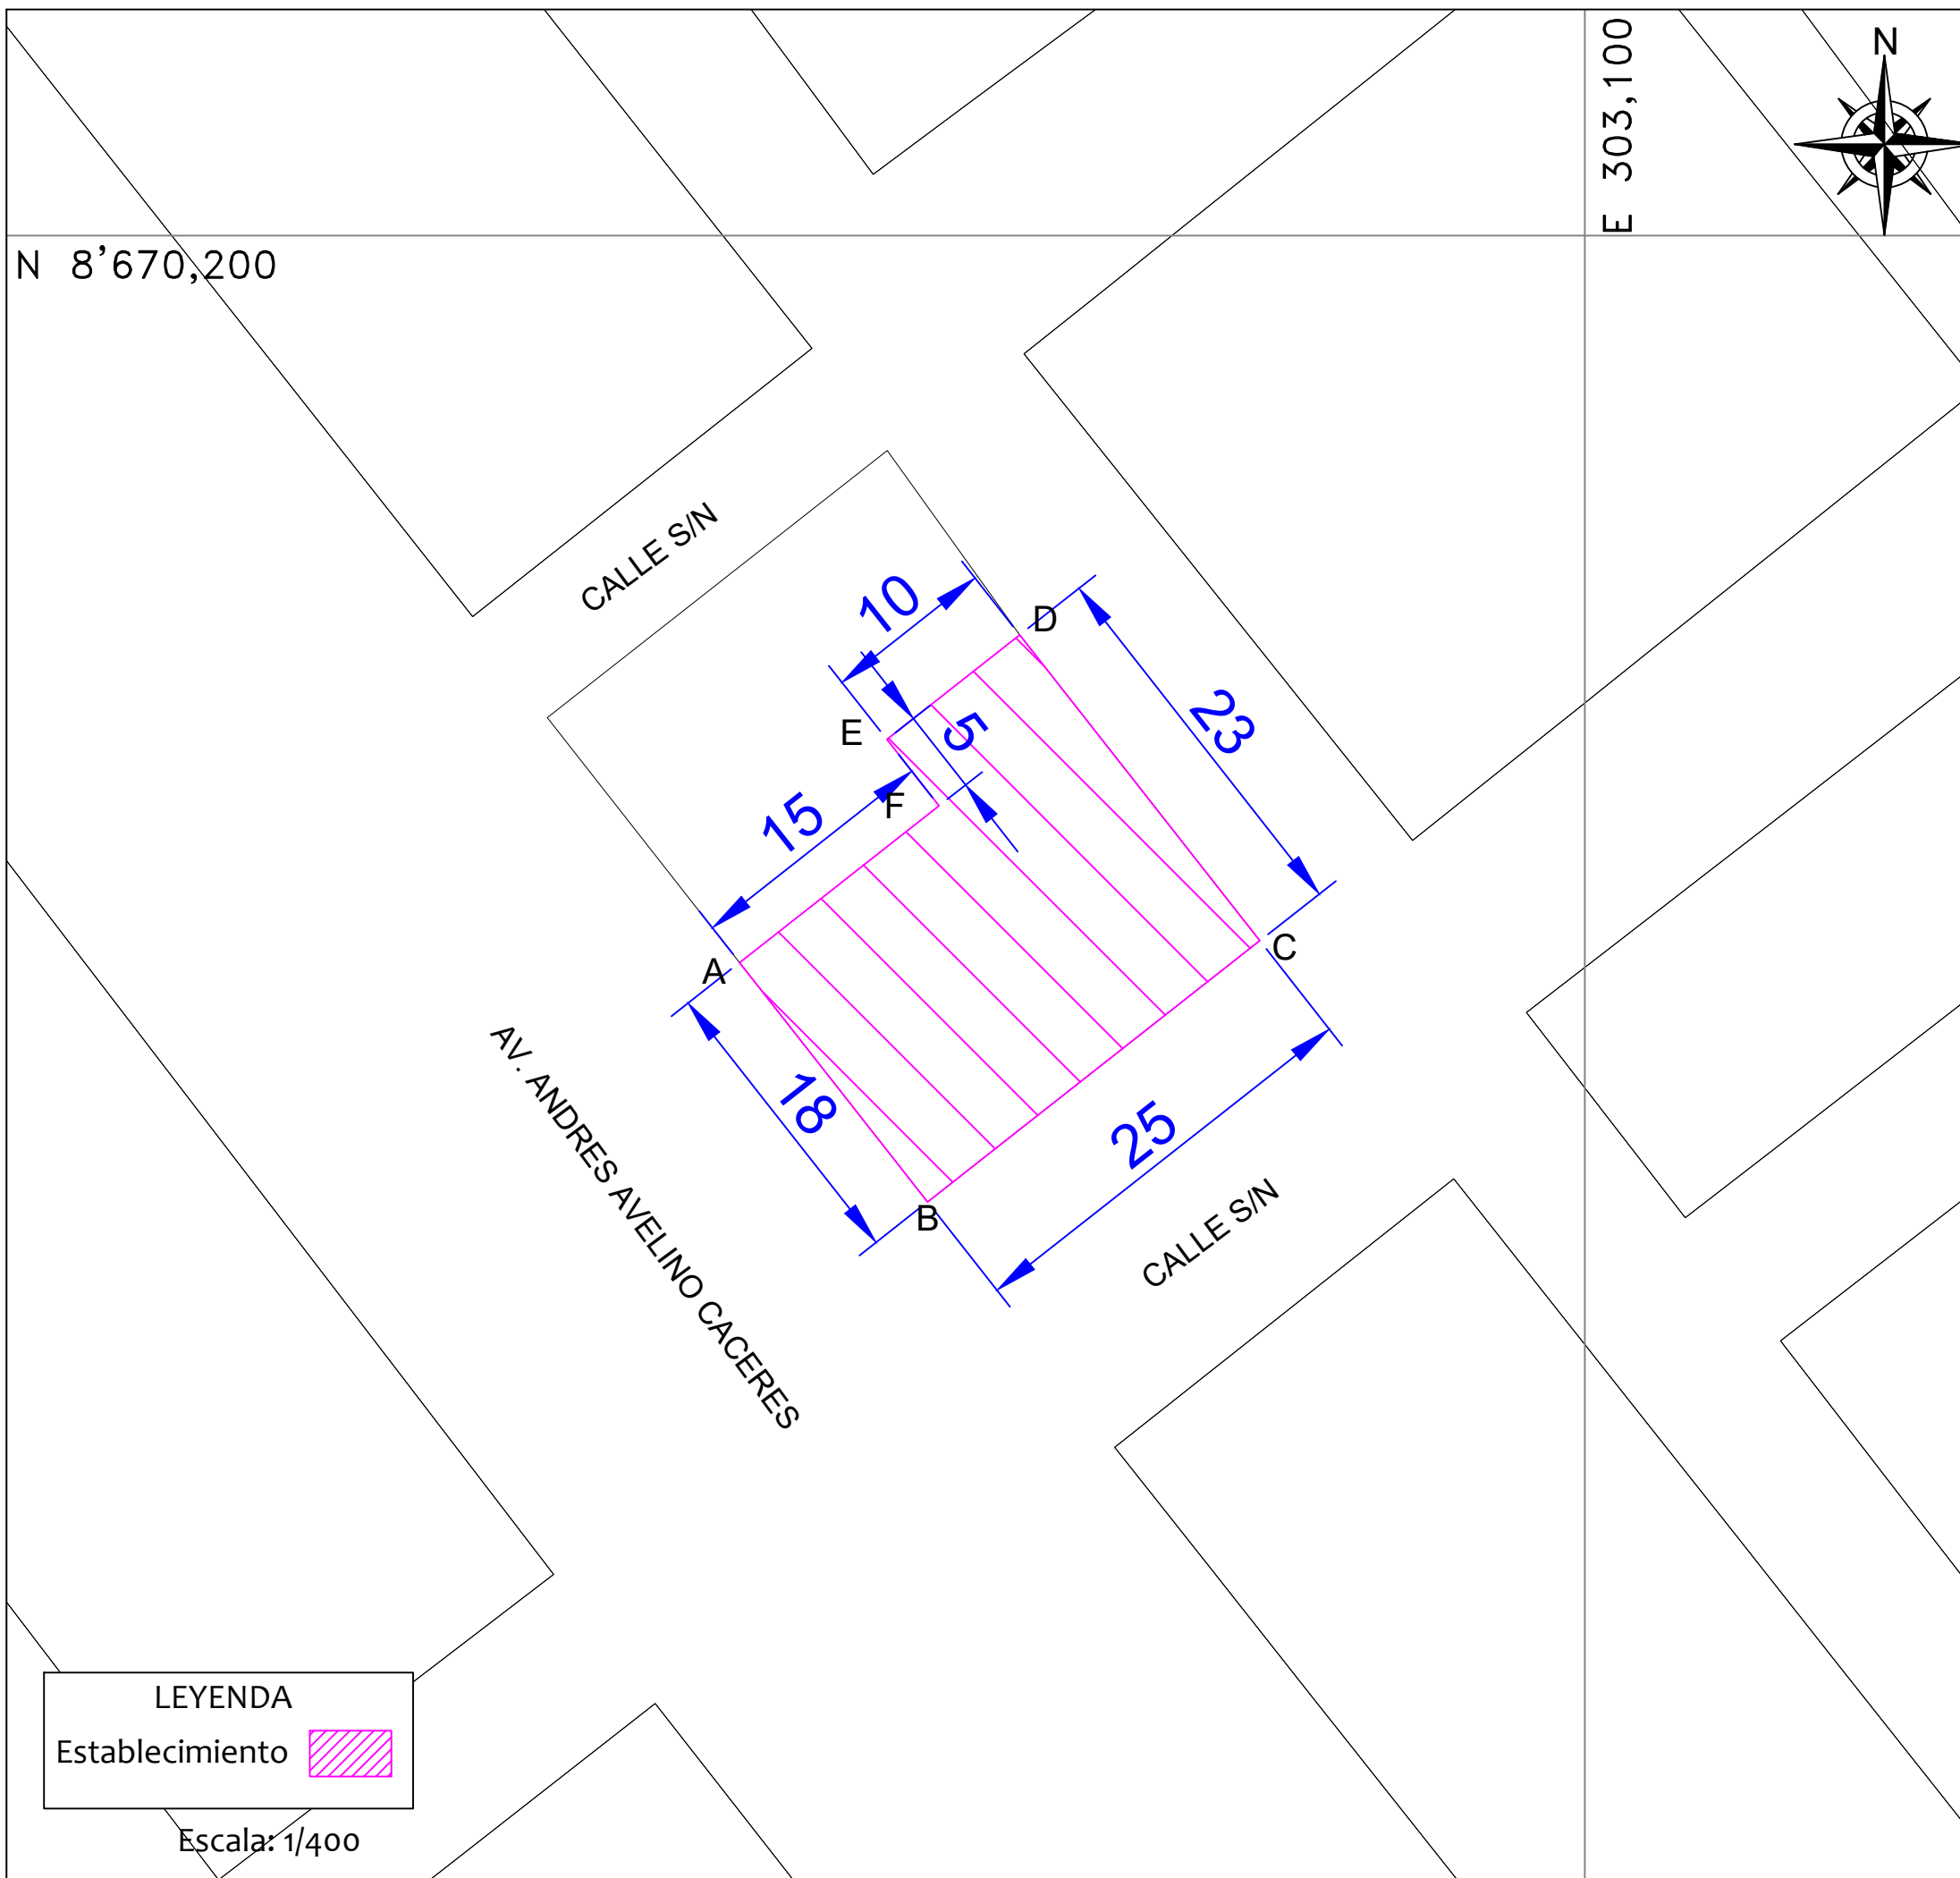 N
E 303,100
N 8'670,200
CALLE S/N
10
D
5
23
E
15
F
A
C
18
25
B
AV. ANDRES AVELINO CACERES
CALLE S/N
LEYENDA
Establecimiento
Escala: 1/400